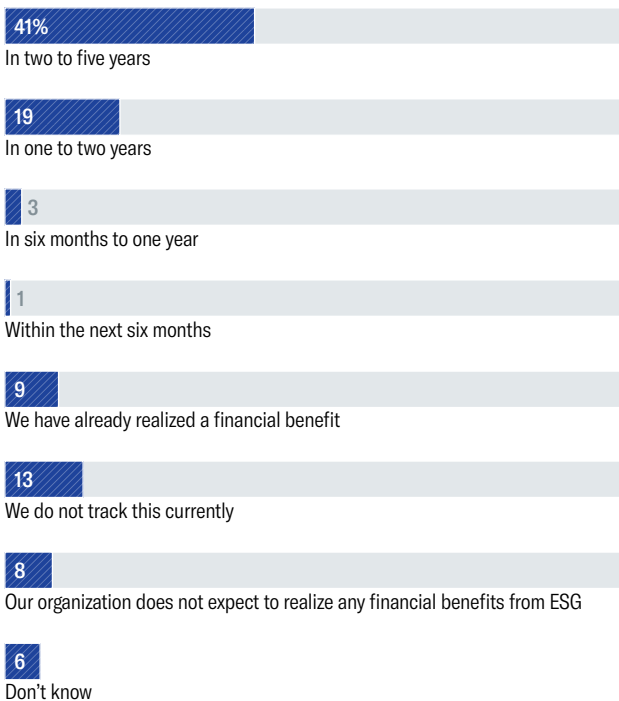 41%
In two to five years
19
In one to two years
3
In six months to one year
1
Within the next six months
9
We have already realized a financial benefit
13
We do not track this currently
8
Our organization does not expect to realize any financial benefits from ESG
6
Don’t know